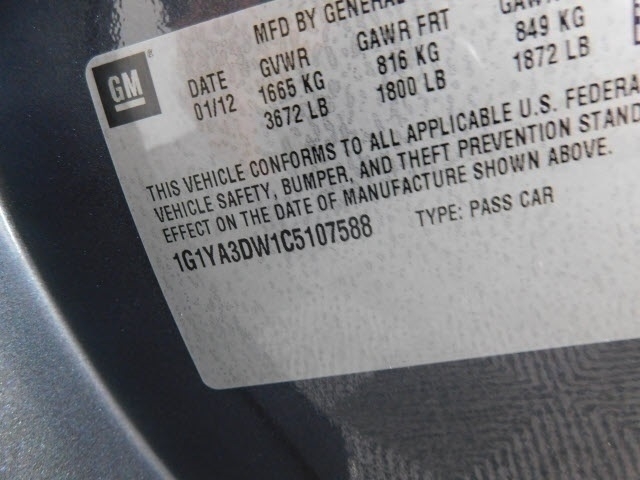 GM®
MFD BY GENERAL
DATE GVWR GAWR FRT
01/12 1665 KG 816 KG 849 KG
3672 LB 1800 LB 1872 LB
THIS VEHICLE CONFORMS TO ALL APPLICABLE U.S. FEDERA
VEHICLE SAFETY, BUMPER, AND THEFT PREVENTION STAND
EFFECT ON THE DATE OF MANUFACTURE SHOWN ABOVE.
1G1YA3DW1C5107588 TYPE: PASS CAR